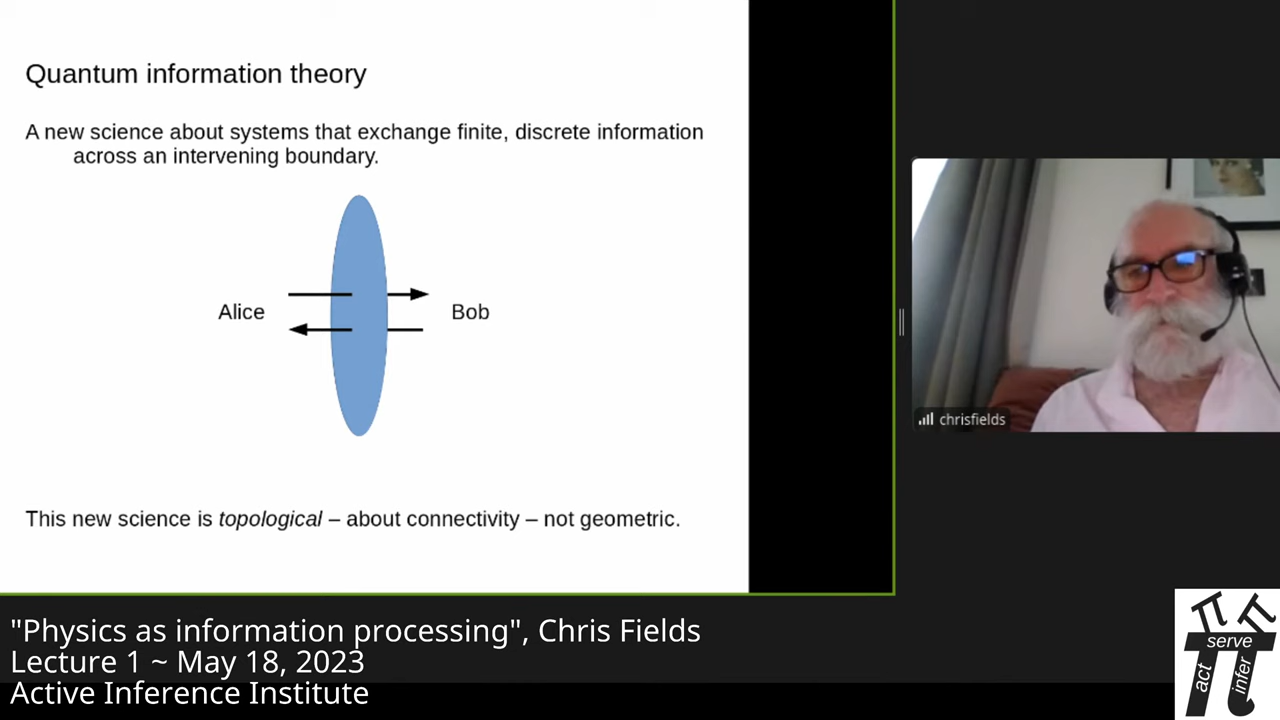 Quantum information theory
A new science about systems that exchange finite, discrete information
across an intervening boundary.
Alice
Bob
This new science is topological – about connectivity – not geometric.
chrisfields
"Physics as information processing", Chris Fields
Lecture 1 ~ May 18, 2023
Active Inference Institute
serve
act
infer